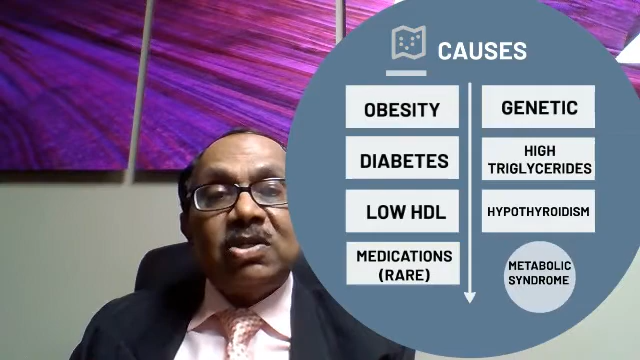 CAUSES
OBESITY
DIABETES
LOW HDL
MEDICATIONS
(RARE)
GENETIC
HIGH
TRIGLYCERIDES
HYPOTHYROIDISM
METABOLIC
SYNDROME